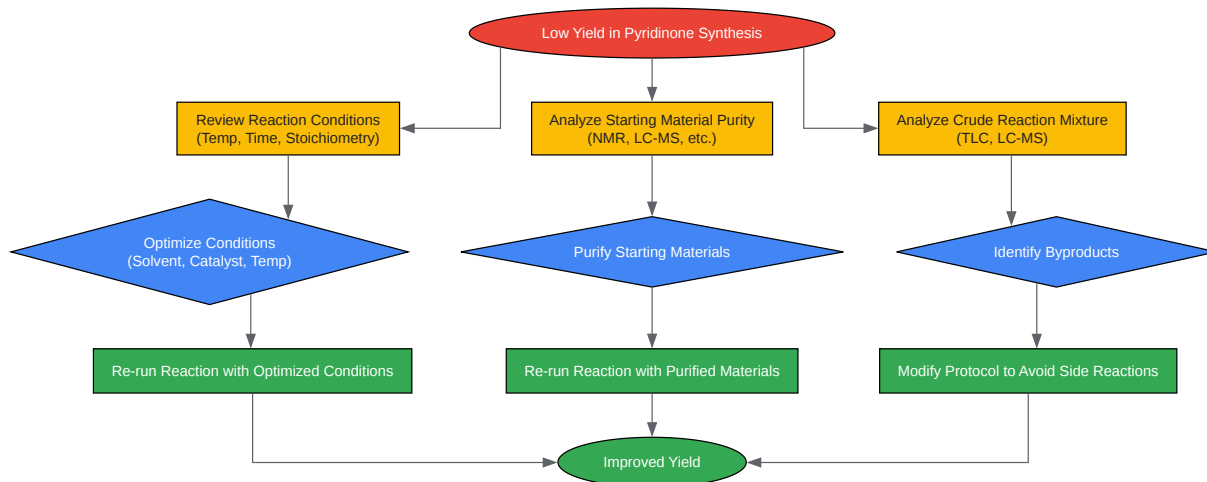 Low Yield in Pyridinone Synthesis
Review Reaction Conditions
(Temp, Time, Stoichiometry)
Analyze Starting Material Purity
(NMR, LC-MS, etc.)
Analyze Crude Reaction Mixture
(TLC, LC-MS)
Optimize Conditions
(Solvent, Catalyst, Temp)
Purify Starting Materials
Identify Byproducts
Re-run Reaction with Optimized Conditions
Re-run Reaction with Purified Materials
Modify Protocol to Avoid Side Reactions
Improved Yield